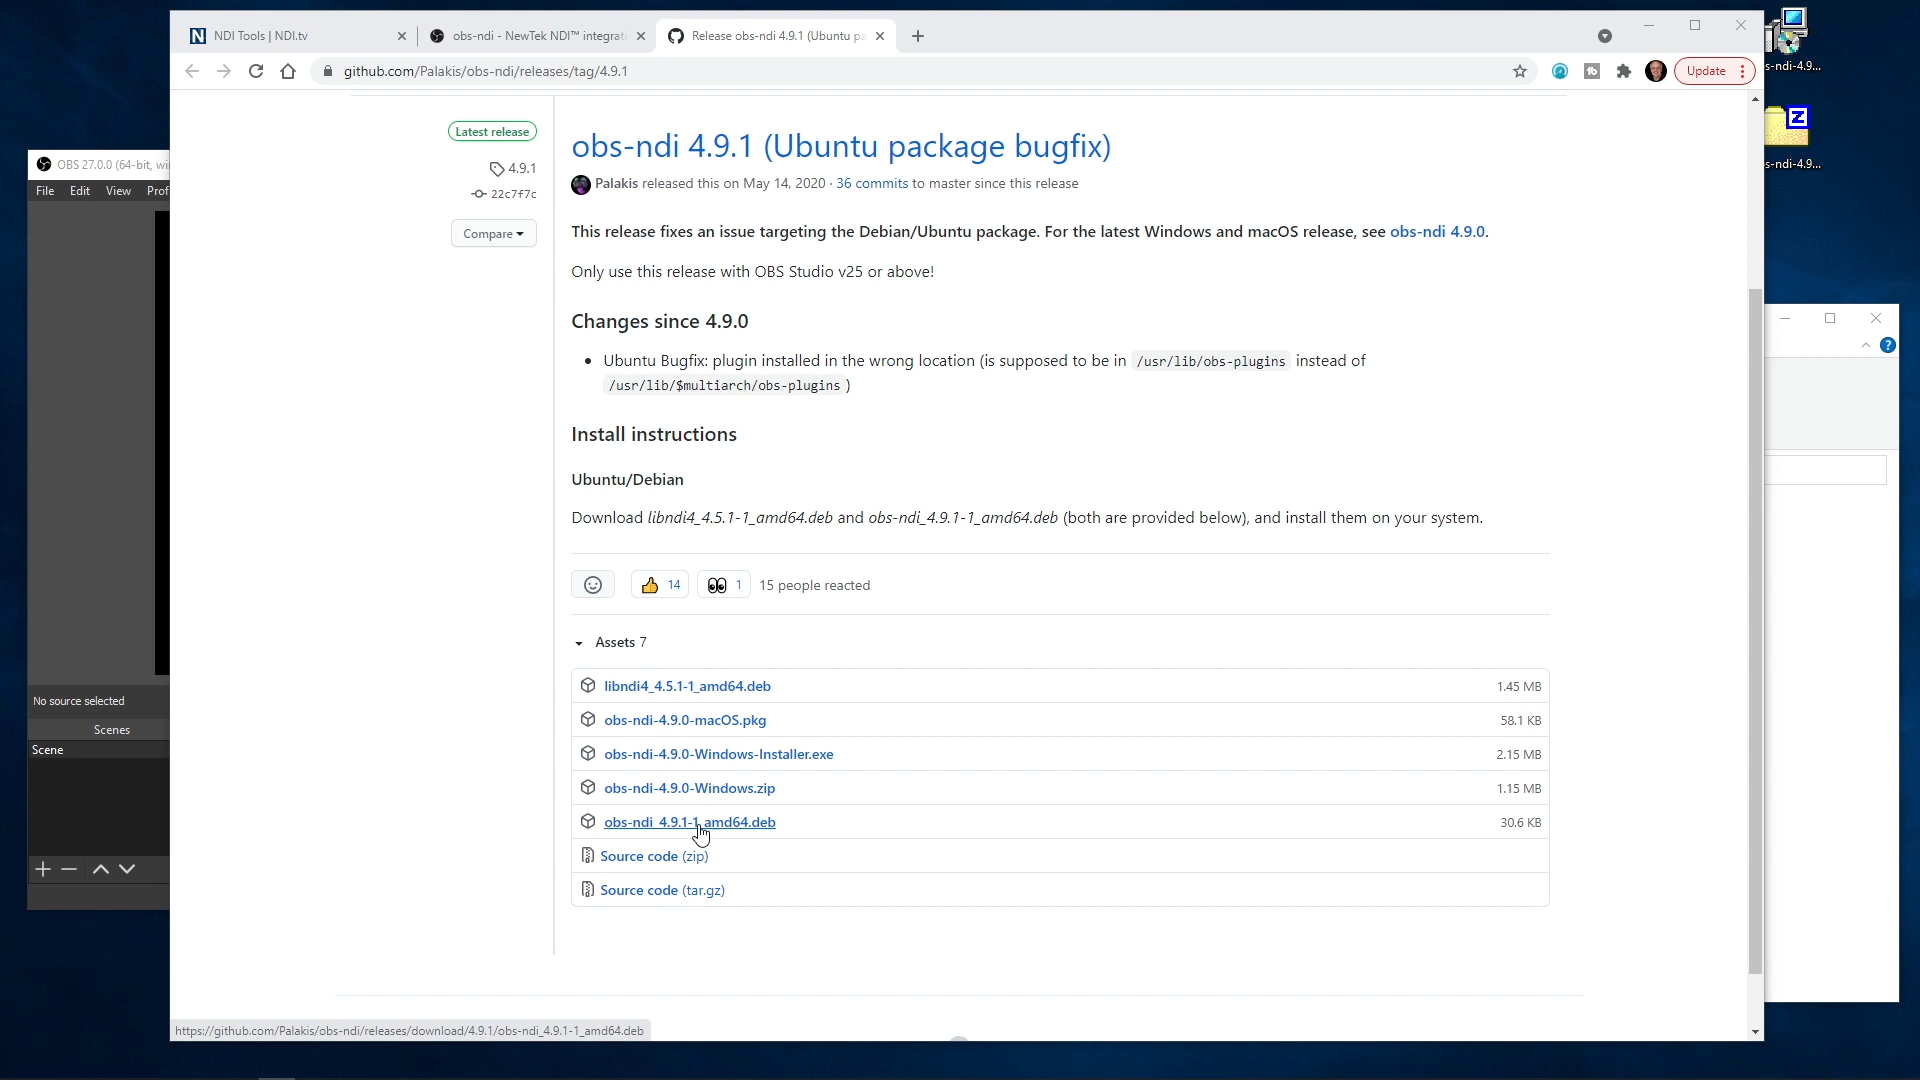 NDI Tools | NDI.tv
obs-ndi - NewTek NDI™ integrati
Release obs-ndi 4.9.1 (Ubuntu pa
github.com/Palakis/obs-ndi/releases/tag/4.9.1
Update
s-ndi-4.9...
s-ndi-4.9...
OBS 27.0.0 (64-bit, wi
File Edit View Prof
No source selected
Scenes
Scene
Latest release
4.9.1
22c7f7c
Compare
obs-ndi 4.9.1 (Ubuntu package bugfix)
Palakis released this on May 14, 2020 · 36 commits to master since this release
This release fixes an issue targeting the Debian/Ubuntu package. For the latest Windows and macOS release, see obs-ndi 4.9.0.
Only use this release with OBS Studio v25 or above!
Changes since 4.9.0
Ubuntu Bugfix: plugin installed in the wrong location (is supposed to be in /usr/lib/obs-plugins instead of
/usr/lib/$multiarch/obs-plugins )
Install instructions
Ubuntu/Debian
Download libndi4_4.5.1-1_amd64.deb and obs-ndi_4.9.1-1_amd64.deb (both are provided below), and install them on your system.
14
1
15 people reacted
Assets 7
libndi4_4.5.1-1_amd64.deb 1.45 MB
obs-ndi-4.9.0-macOS.pkg 58.1 KB
obs-ndi-4.9.0-Windows-Installer.exe 2.15 MB
obs-ndi-4.9.0-Windows.zip 1.15 MB
obs-ndi_4.9.1-1_amd64.deb 30.6 KB
Source code (zip)
Source code (tar.gz)
https://github.com/Palakis/obs-ndi/releases/download/4.9.1/obs-ndi_4.9.1-1_amd64.deb